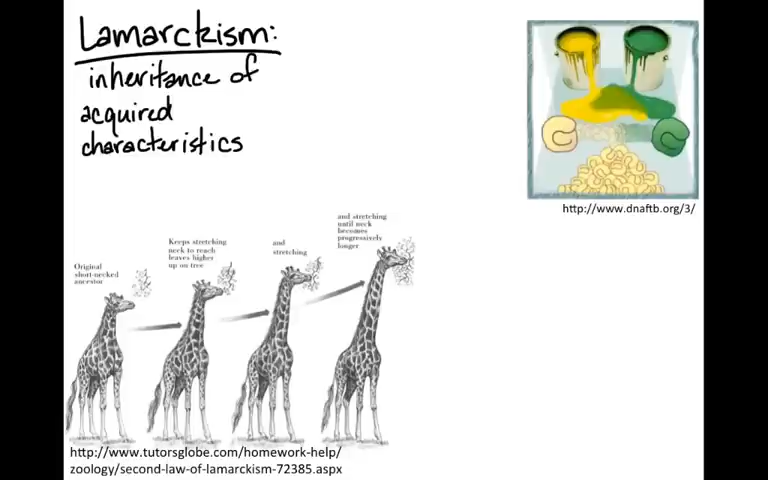 Lamarckism:
inheritance of
acquired
characteristics
http://www.dnaftb.org/3/
Original
short-necked
ancestor
Keeps stretching
neck to reach
leaves higher
up on tree
and
stretching
and stretching
until neck
becomes
progressively
longer
http://www.tutorsglobe.com/homework-help/
zoology/second-law-of-lamarckism-72385.aspx